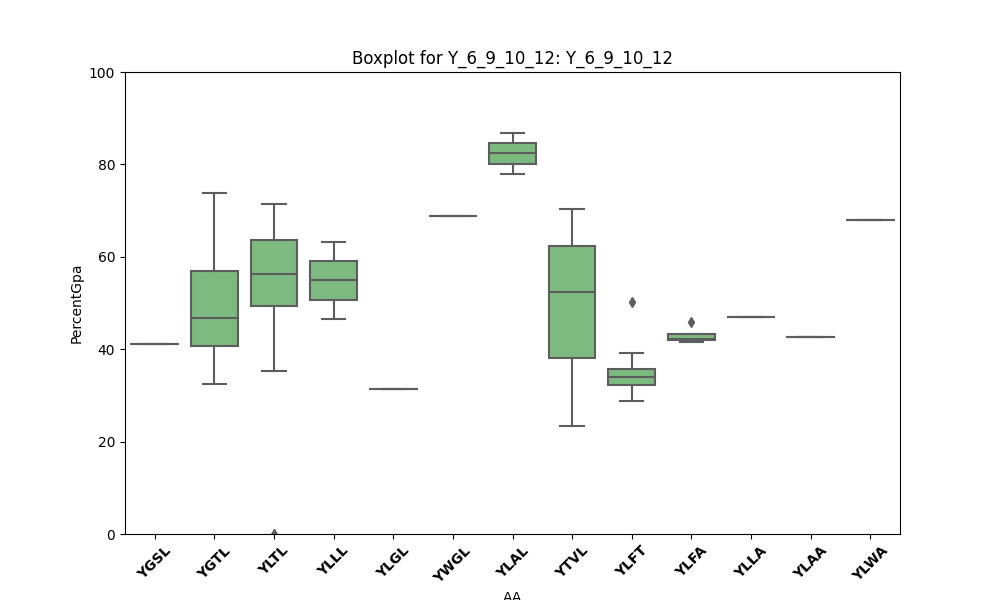 Boxplot for Y_6_9_10_12: Y_6_9_10_12
100
80
60
40
20
0
PercentGpa
YGSL YGTL YLTL YLLL YLGL YWGL YLAL YTVL YLFT YLFA YLLA YLAA YLWA
AA